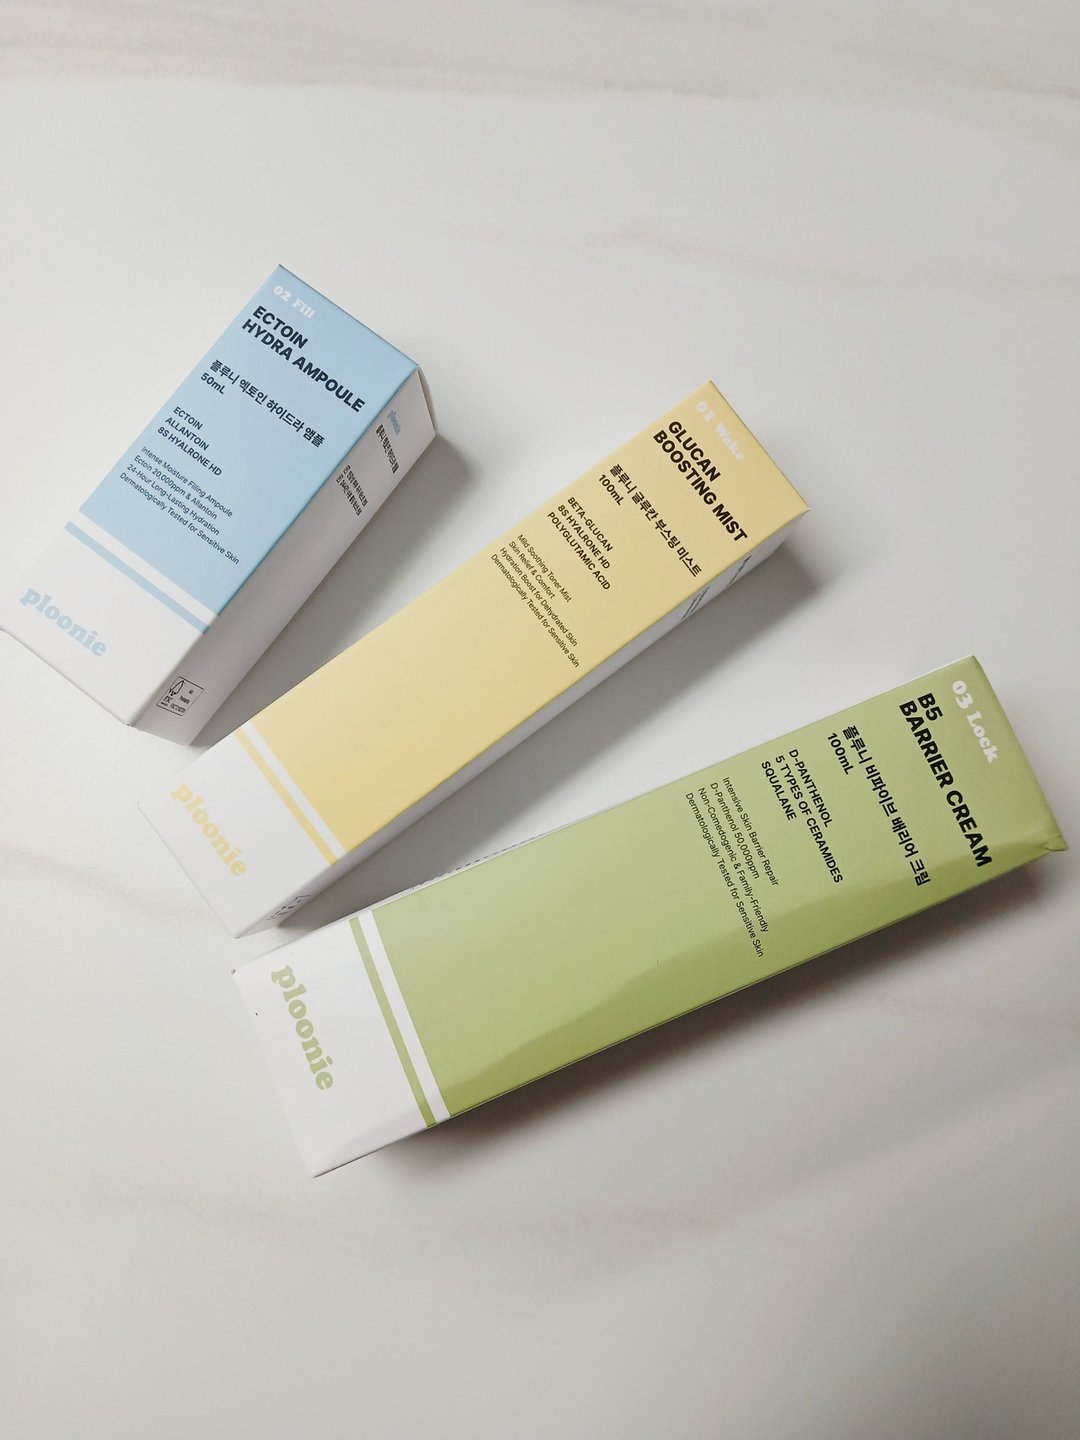 02 Fill
ECTOIN
HYDRA AMPOULE
플루니 엑토인 하이드라 앰플
50mL
ECTOIN
ALLANTOIN
8S HYALRONE HD
Intense Moisture Filling Ampoule
Ectoin 20,000ppm & Allantoin
24-Hour Long-Lasting Hydration
Dermatologically Tested for Sensitive Skin
ploonie
ploonie
FSC
01 Wake
GLUCAN
BOOSTING MIST
플루니 글루칸 부스팅 미스트
100mL
BETA-GLUCAN
8S HYALRONE HD
POLYGLUTAMIC ACID
Mild Soothing Toner Mist
Skin Relief & Comfort
Hydration Boost for Dehydrated Skin
Dermatologically Tested for Sensitive Skin
ploonie
03 Lock
B5
BARRIER CREAM
플루니 비파이브 배리어 크림
100mL
D-PANTHENOL
5 TYPES OF CERAMIDES
SQUALANE
Intensive Skin Barrier Repair
D-Panthenol 50,000ppm
Non-Comedogenic & Family-Friendly
Dermatologically Tested for Sensitive Skin
ploonie